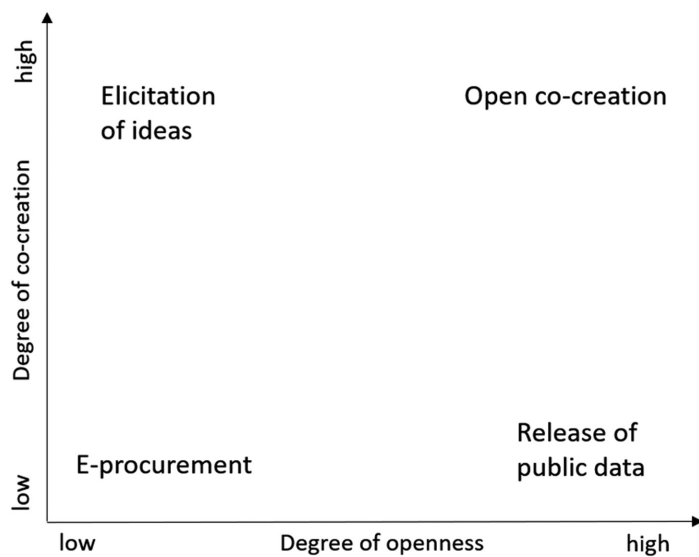 high
Elicitation
of ideas
Open co-creation
Degree of co-creation
Release of
public data
E-procurement
low
low
Degree of openness
high